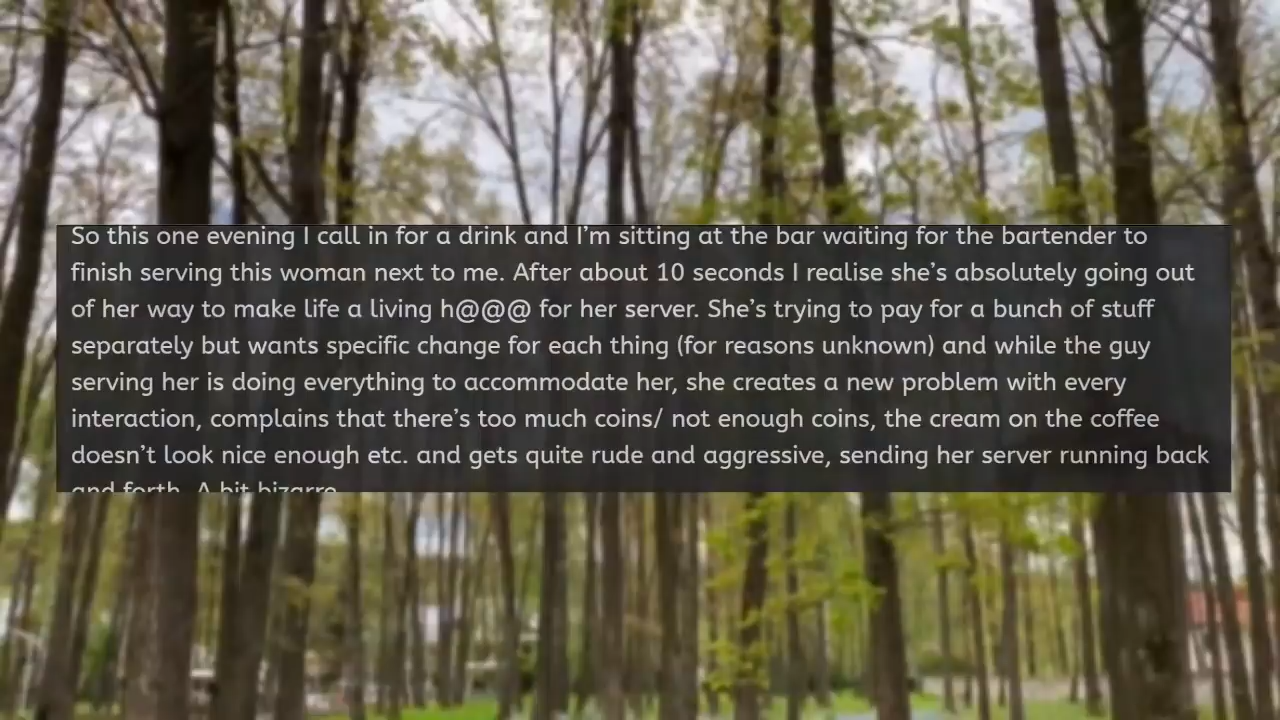 So this one evening I call in for a drink and I’m sitting at the bar waiting for the bartender to
finish serving this woman next to me. After about 10 seconds I realise she’s absolutely going out
of her way to make life a living h@@@ for her server. She’s trying to pay for a bunch of stuff
separately but wants specific change for each thing (for reasons unknown) and while the guy
serving her is doing everything to accommodate her, she creates a new problem with every
interaction, complains that there’s too much coins/ not enough coins, the cream on the coffee
doesn’t look nice enough etc. and gets quite rude and aggressive, sending her server running back
and forth. A bit bizarre